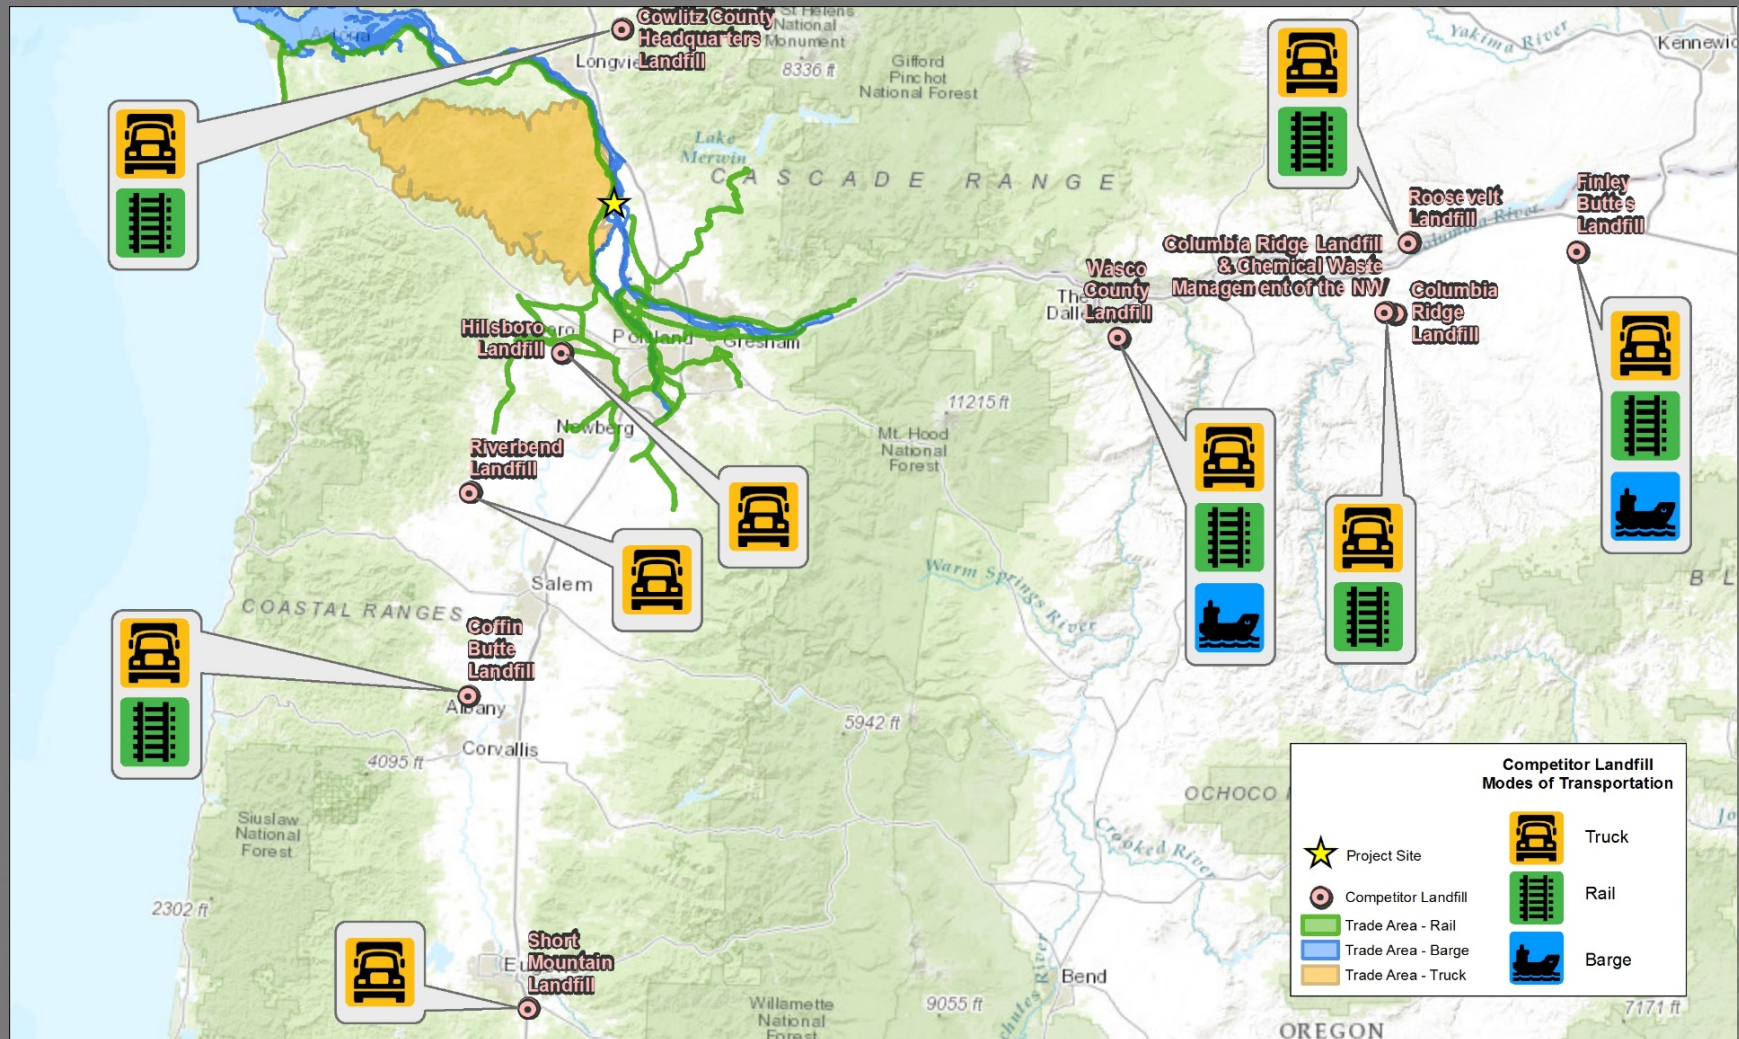 Cowlitz County
Headquarters
Landfill
St Helens
National
Monument
8336 ft
Astoria
Gifford
Pinchot
National Forest
Yakima River
Lake
Merwin
CASCADE RANGE
Roosevelt
Landfill
Columbia River
Finley
Buttes
Landfill
Columbia Ridge Landfill
& Chemical Waste
Management of the NW
Columbia
Ridge
Landfill
Wasco
County
Landfill
The
Hillsboro
Landfill
Portland
Gresham
11215 ft
Mt. Hood
National
Forest
Newberg
Riverbend
Landfill
Salem
Warm Springs River
COASTAL RANGES
Coffin
Butte
Landfill
Albany
Corvallis
4095 ft
5942 ft
Siuslaw
National
Forest
2302 ft
OCHOCO
Crooked River
Short
Mountain
Landfill
Bend
Willamette
National
Forest
9055 ft
7171 ft
OREGON
Competitor Landfill
Modes of Transportation
Project Site
Competitor Landfill
Trade Area - Rail
Trade Area - Barge
Trade Area - Truck
Truck
Rail
Barge